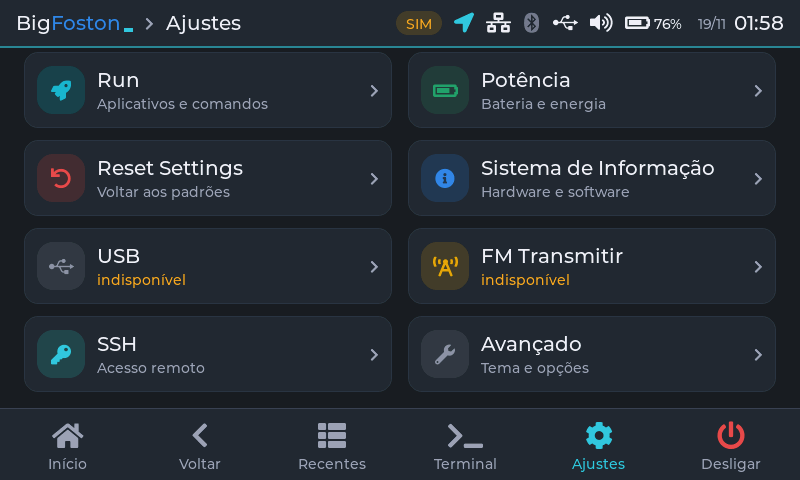 BigFoston Ajustes SIM 76% 19/11 01:58
Run
Aplicativos e comandos
Potência
Bateria e energia
Reset Settings
Voltar aos padrões
Sistema de Informação
Hardware e software
USB
indisponível
FM Transmitir
indisponível
SSH
Acesso remoto
Avançado
Tema e opções
Início Voltar Recentes Terminal Ajustes Desligar